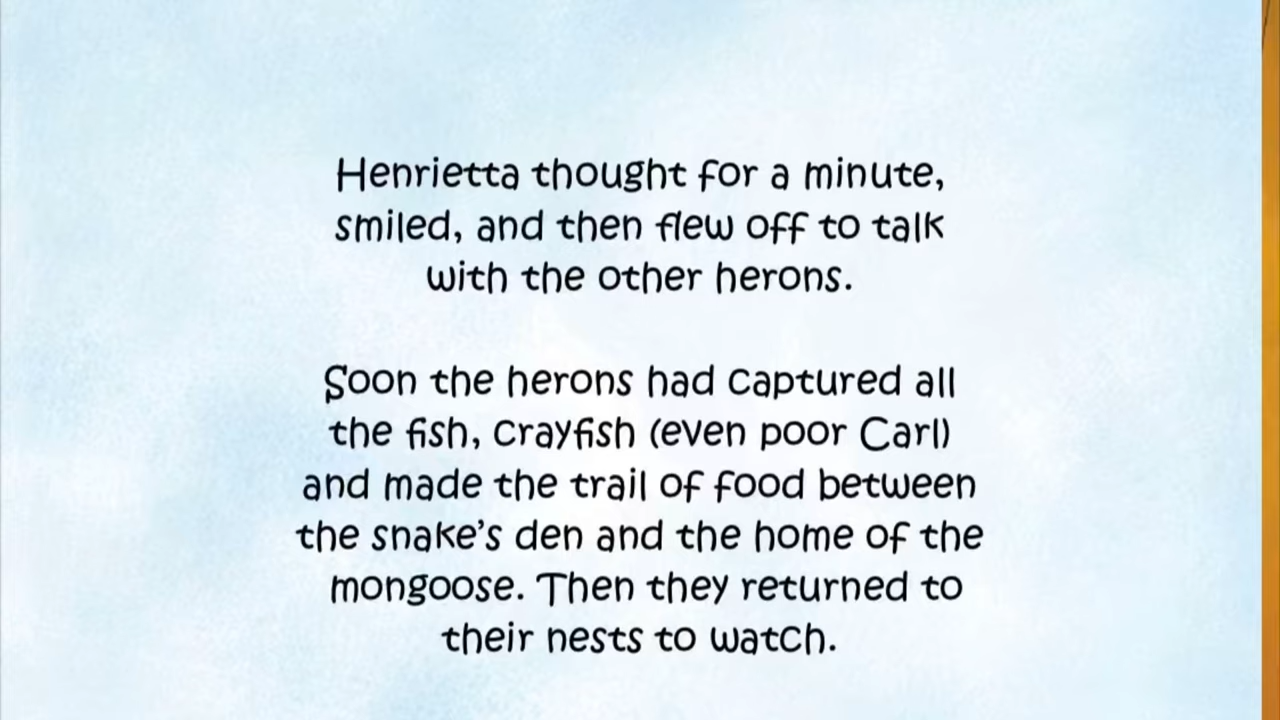 Henrietta thought for a minute,
smiled, and then flew off to talk
with the other herons.
Soon the herons had captured all
the fish, crayfish (even poor Carl)
and made the trail of food between
the snake's den and the home of the
mongoose. Then they returned to
their nests to watch.